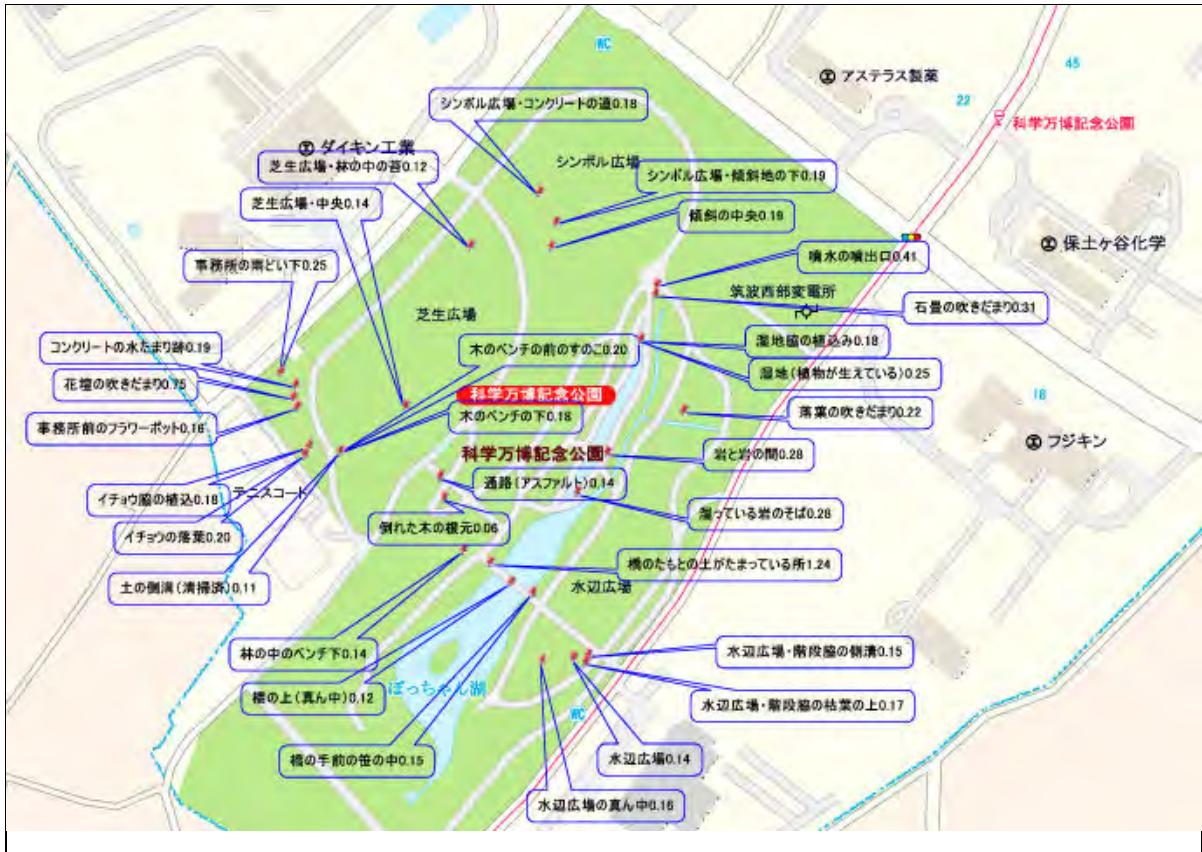 WC
アステラス製薬
45
22
シンボル広場・コンクリートの道0.18
科学万博記念公園
ダイキン工業
シンボル広場
芝生広場・林の中の苔0.12
シンボル広場・傾斜地の下0.19
芝生広場・中央0.14
傾斜の中央0.19
保土ヶ谷化学
噴水の噴出口0.41
事務所の雨どい下0.25
筑波西部変電所
石畳の吹きだまり0.31
芝生広場
コンクリートの水たまり跡0.19
木のベンチの前のすのこ0.20
湿地脇の植込み0.18
湿地(植物が生えている)0.25
花壇の吹きだまり0.75
科学万博記念公園
18
木のベンチの下0.18
落葉の吹きだまり0.22
事務所前のフラワーポット0.16
フジキン
科学万博記念公園
岩と岩の間0.28
通路(アスファルト)0.14
イチョウ脇の植込0.18
テニスコート
湿っている岩のそば0.28
倒れた木の根元0.06
イチョウの落葉0.20
橋のたもとの土がたまっている所1.24
土の側溝(清掃済)0.11
水辺広場
林の中のベンチ下0.14
水辺広場・階段脇の側溝0.15
ぽっちゃん湖
橋の上(真ん中)0.12
水辺広場・階段脇の枯葉の上0.17
WC
橋の手前の笹の中0.15
水辺広場0.14
水辺広場の真ん中0.16